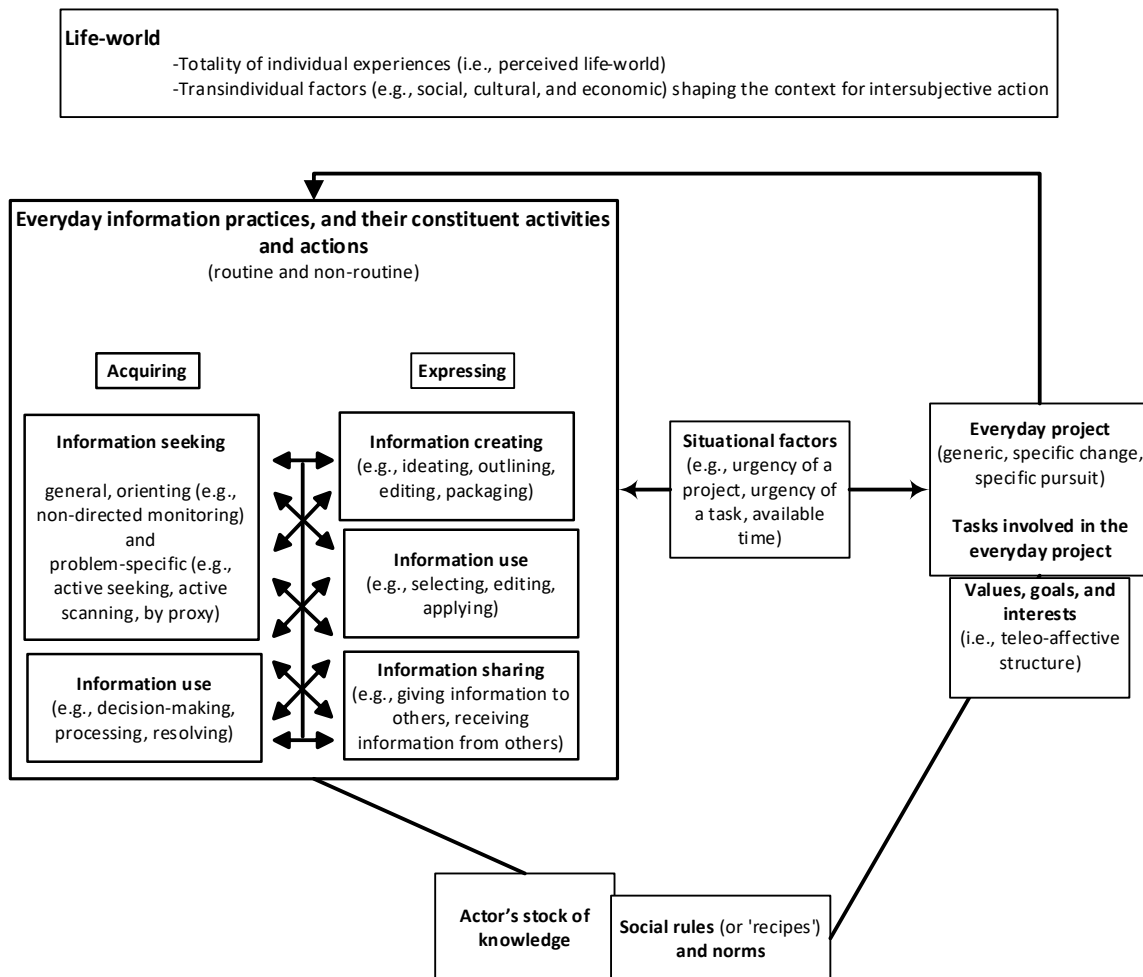 Life-world
-Totality of individual experiences (i.e., perceived life-world)
-Transindividual factors (e.g., social, cultural, and economic) shaping the context for intersubjective action
Everyday information practices, and their constituent activities
and actions
(routine and non-routine)
Acquiring
Information seeking
general, orienting (e.g.,
non-directed monitoring)
and
problem-specific (e.g.,
active seeking, active
scanning, by proxy)
Information use
(e.g., decision-making,
processing, resolving)
Expressing
Information creating
(e.g., ideating, outlining,
editing, packaging)
Information use
(e.g., selecting, editing,
applying)
Information sharing
(e.g., giving information to
others, receiving
information from others)
Situational factors
(e.g., urgency of a
project, urgency of
a task, available
time)
Everyday project
(generic, specific change,
specific pursuit)
Tasks involved in the
everyday project
Values, goals, and
interests
(i.e., teleo-affective
structure)
Actor’s stock of
knowledge
Social rules (or 'recipes')
and norms